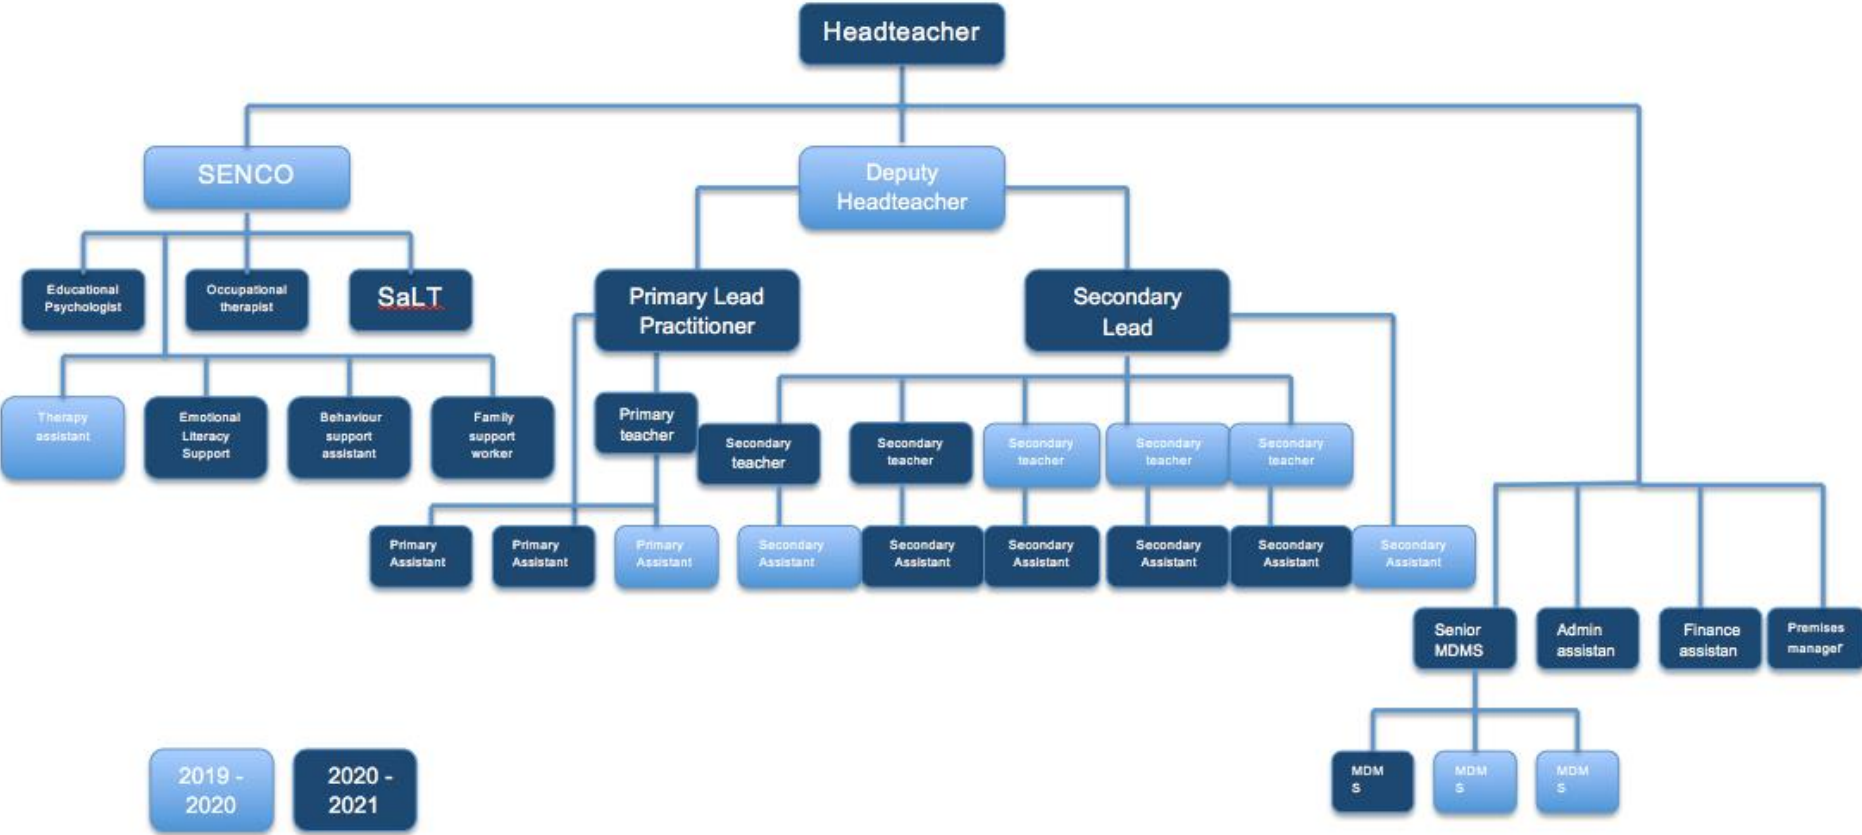 Headteacher
SENCO
Deputy
Headteacher
Educational
Psychologist
Occupational
therapist
SaLT
Primary Lead
Practitioner
Secondary
Lead
Therapy
assistant
Emotional
Literacy
Support
Behaviour
support
assistant
Family
support
worker
Primary
teacher
Secondary
teacher
Secondary
teacher
Secondary
teacher
Secondary
teacher
Secondary
teacher
Primary
Assistant
Primary
Assistant
Primary
Assistant
Secondary
Assistant
Secondary
Assistant
Secondary
Assistant
Secondary
Assistant
Secondary
Assistant
Secondary
Assistant
Senior
MDMS
Admin
assistan
Finance
assistan
Premises
manager
MDM
S
MDM
S
MDM
S
2019 -
2020
2020 -
2021